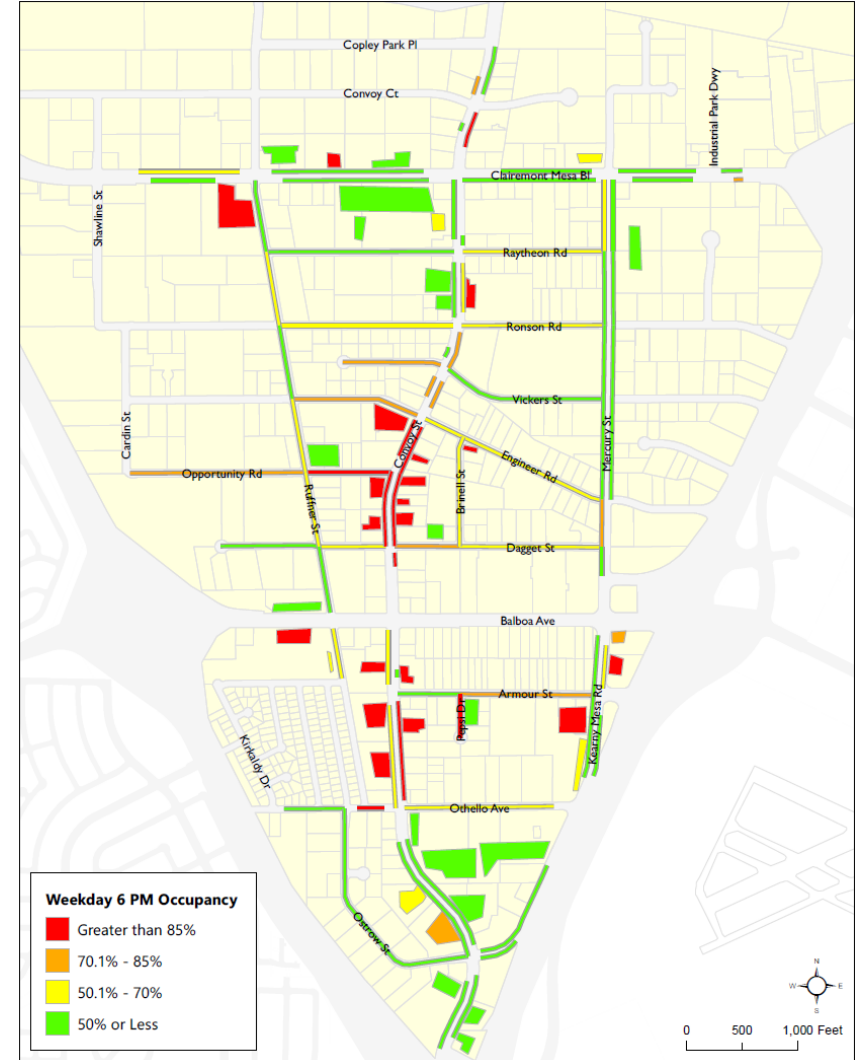 Copley Park Pl
Convoy Ct
Industrial Park Dwy
Clairemont Mesa Bl
Shawline St
Raytheon Rd
Ronson Rd
Vickers St
Cardin St
Convoy St
Mercury St
Engineer Rd
Opportunity Rd
Brinell St
Ruffner St
Dagget St
Balboa Ave
Armour St
Pepsi Dr
Kearny Mesa Rd
Kirkaldy Dr
Othello Ave
Ostrow St
Weekday 6 PM Occupancy
Greater than 85%
70.1% - 85%
50.1% - 70%
50% or Less
N
W
E
S
0 500 1,000 Feet